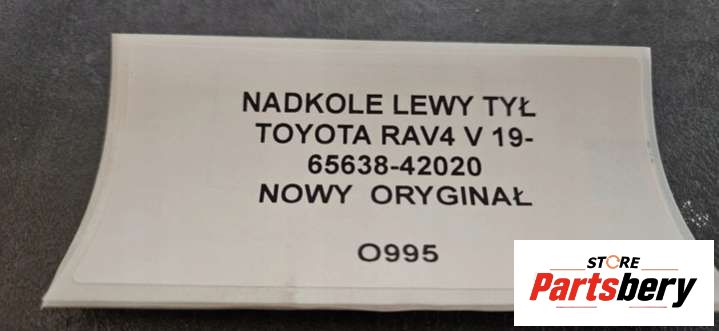 NADKOLE LEWY TYŁ
TOYOTA RAV4 V 19-
65638-42020
NOWY ORYGINAŁ
O995
STORE
Partsbery